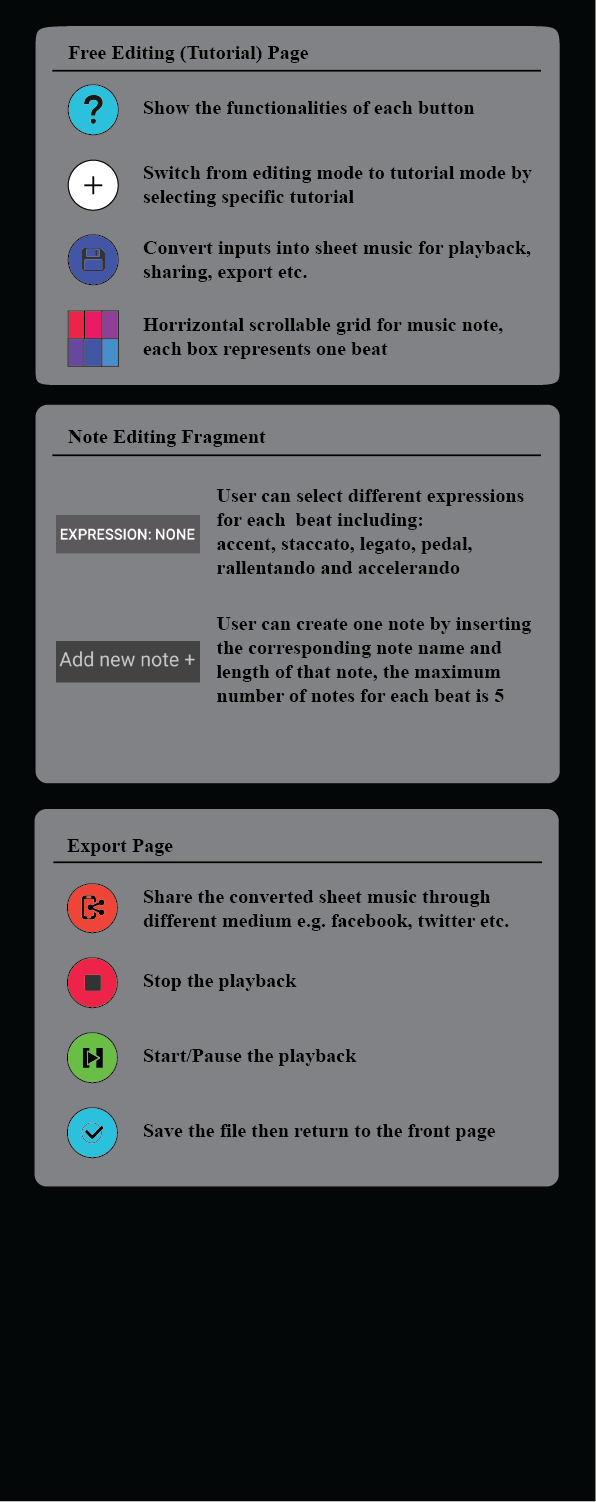 Free Editing (Tutorial) Page
?
Show the functionalities of each button
+
Switch from editing mode to tutorial mode by
selecting specific tutorial
Convert inputs into sheet music for playback,
sharing, export etc.
Horrizontal scrollable grid for music note,
each box represents one beat
Note Editing Fragment
EXPRESSION: NONE
User can select different expressions
for each  beat including:
accent, staccato, legato, pedal,
rallentando and accelerando
Add new note +
User can create one note by inserting
the corresponding note name and
length of that note, the maximum
number of notes for each beat is 5
Export Page
Share the converted sheet music through
different medium e.g. facebook, twitter etc.
Stop the playback
Start/Pause the playback
Save the file then return to the front page